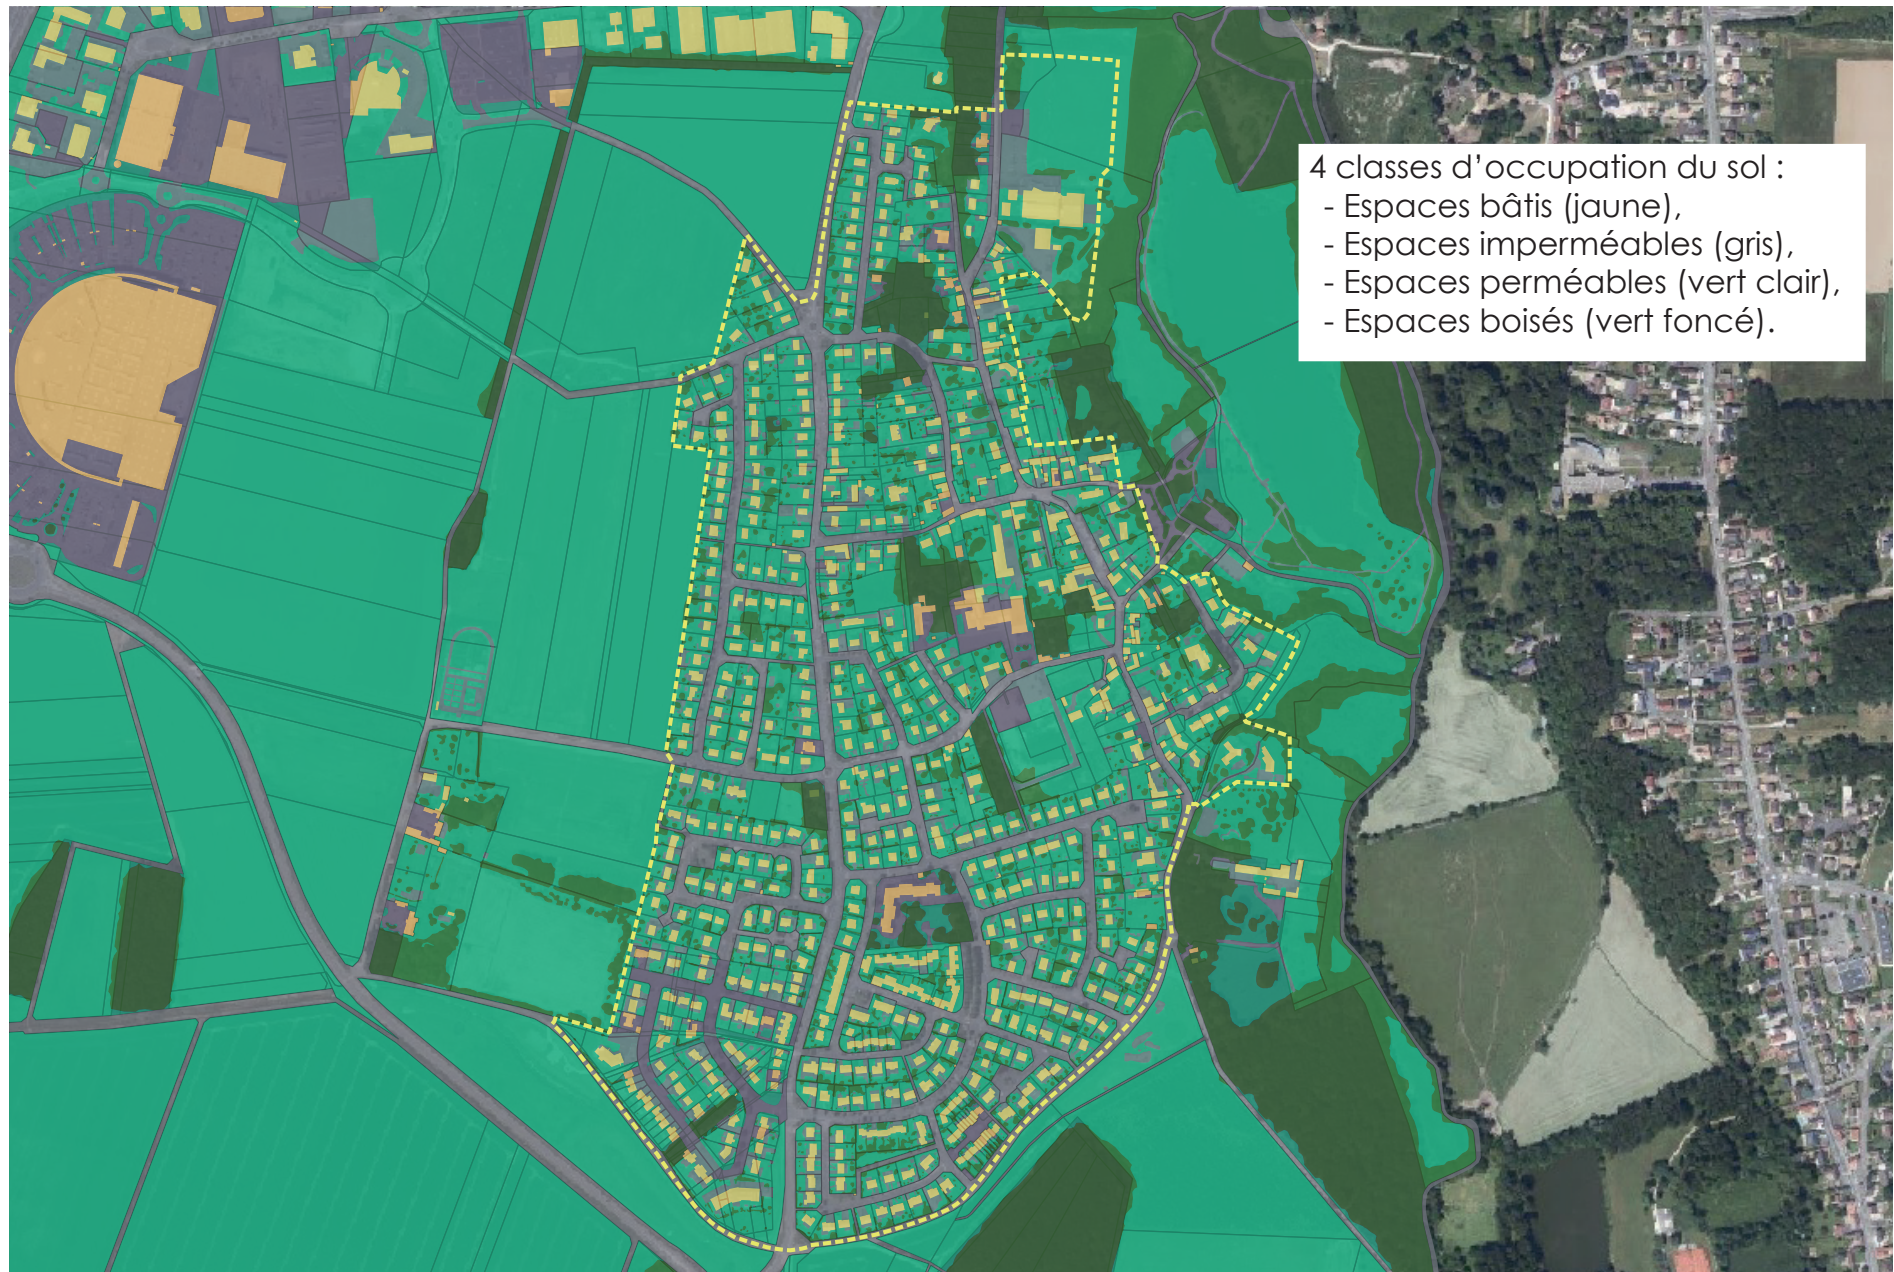 4 classes d’occupation du sol :
- Espaces bâtis (jaune),
- Espaces imperméables (gris),
- Espaces perméables (vert clair),
- Espaces boisés (vert foncé).